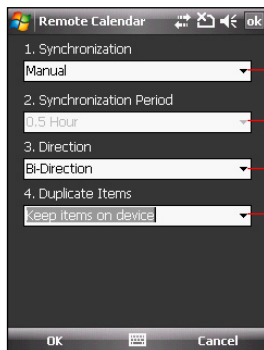 Remote Calendar ok
1. Synchronization
Manual
2. Synchronization Period
0.5 Hour
3. Direction
Bi-Direction
4. Duplicate Items
Keep items on device
OK Cancel